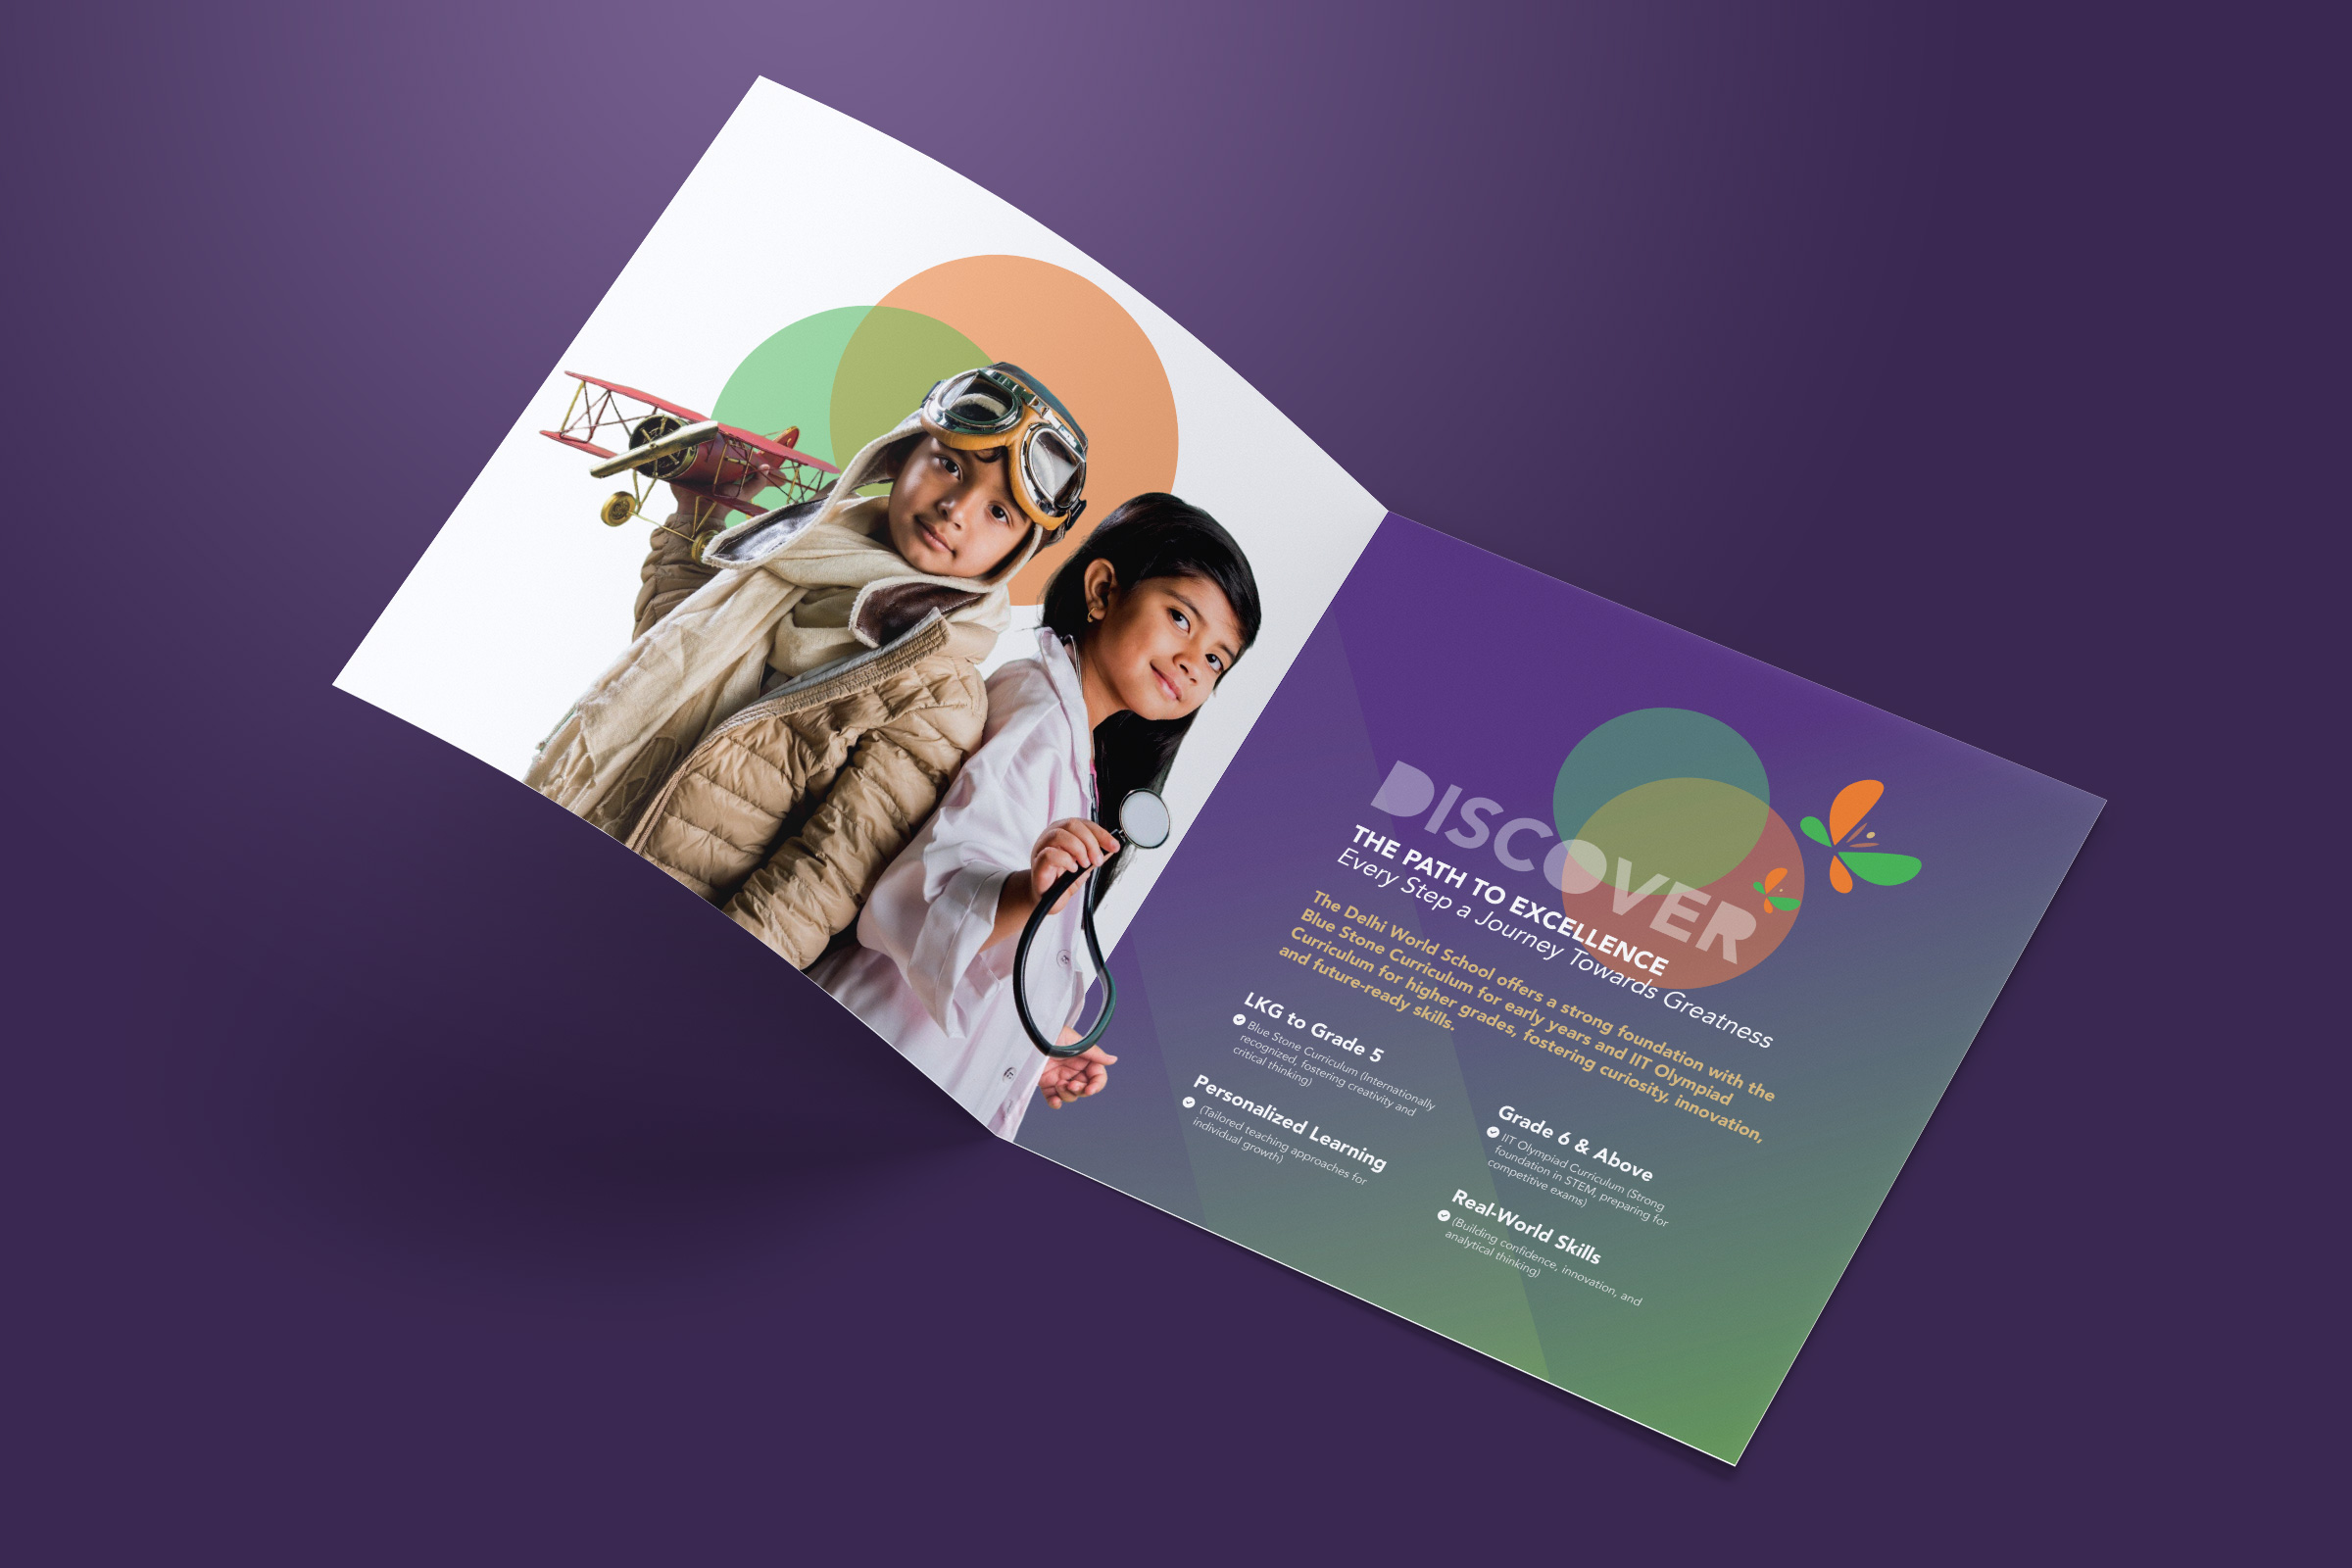 DISCOVER
THE PATH TO EXCELLENCE
Every Step a Journey Towards Greatness
The Delhi World School offers a strong foundation with the
Blue Stone Curriculum for early years and IIT Olympiad
Curriculum for higher grades, fostering curiosity, innovation,
and future-ready skills.
LKG to Grade 5
Blue Stone Curriculum (Internationally
recognized, fostering creativity and
critical thinking)
Personalized Learning
(Tailored teaching approaches for
individual growth)
Grade 6 & Above
IIT Olympiad Curriculum (Strong
foundation in STEM, preparing for
competitive exams)
Real-World Skills
(Building confidence, innovation, and
analytical thinking)